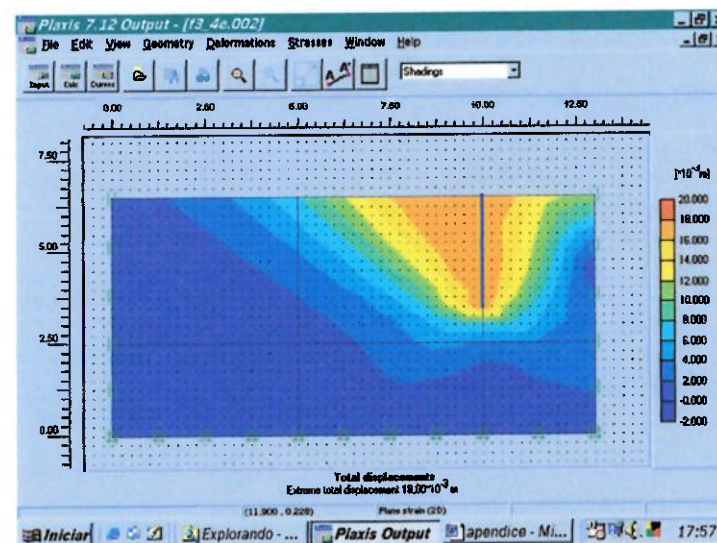 Plaxis 7.12 Output - [f3_4e.002]
File Edit View Geometry Deformations Stresses Window Help
Input Calc Curves Shadings
0.00 2.50 5.00 7.50 10.00 12.50
7.50
5.00
2.50
0.00
[*10⁻⁴m]
20.000
18.000
16.000
14.000
12.000
10.000
8.000
6.000
4.000
2.000
-0.000
-2.000
Total displacements
Extreme total displacement 18,00*10⁻³ m
(11.900 , 0.228) Plane strain (2D)
Iniciar Explorando - ... Plaxis Output apendice - Mi... 17:57